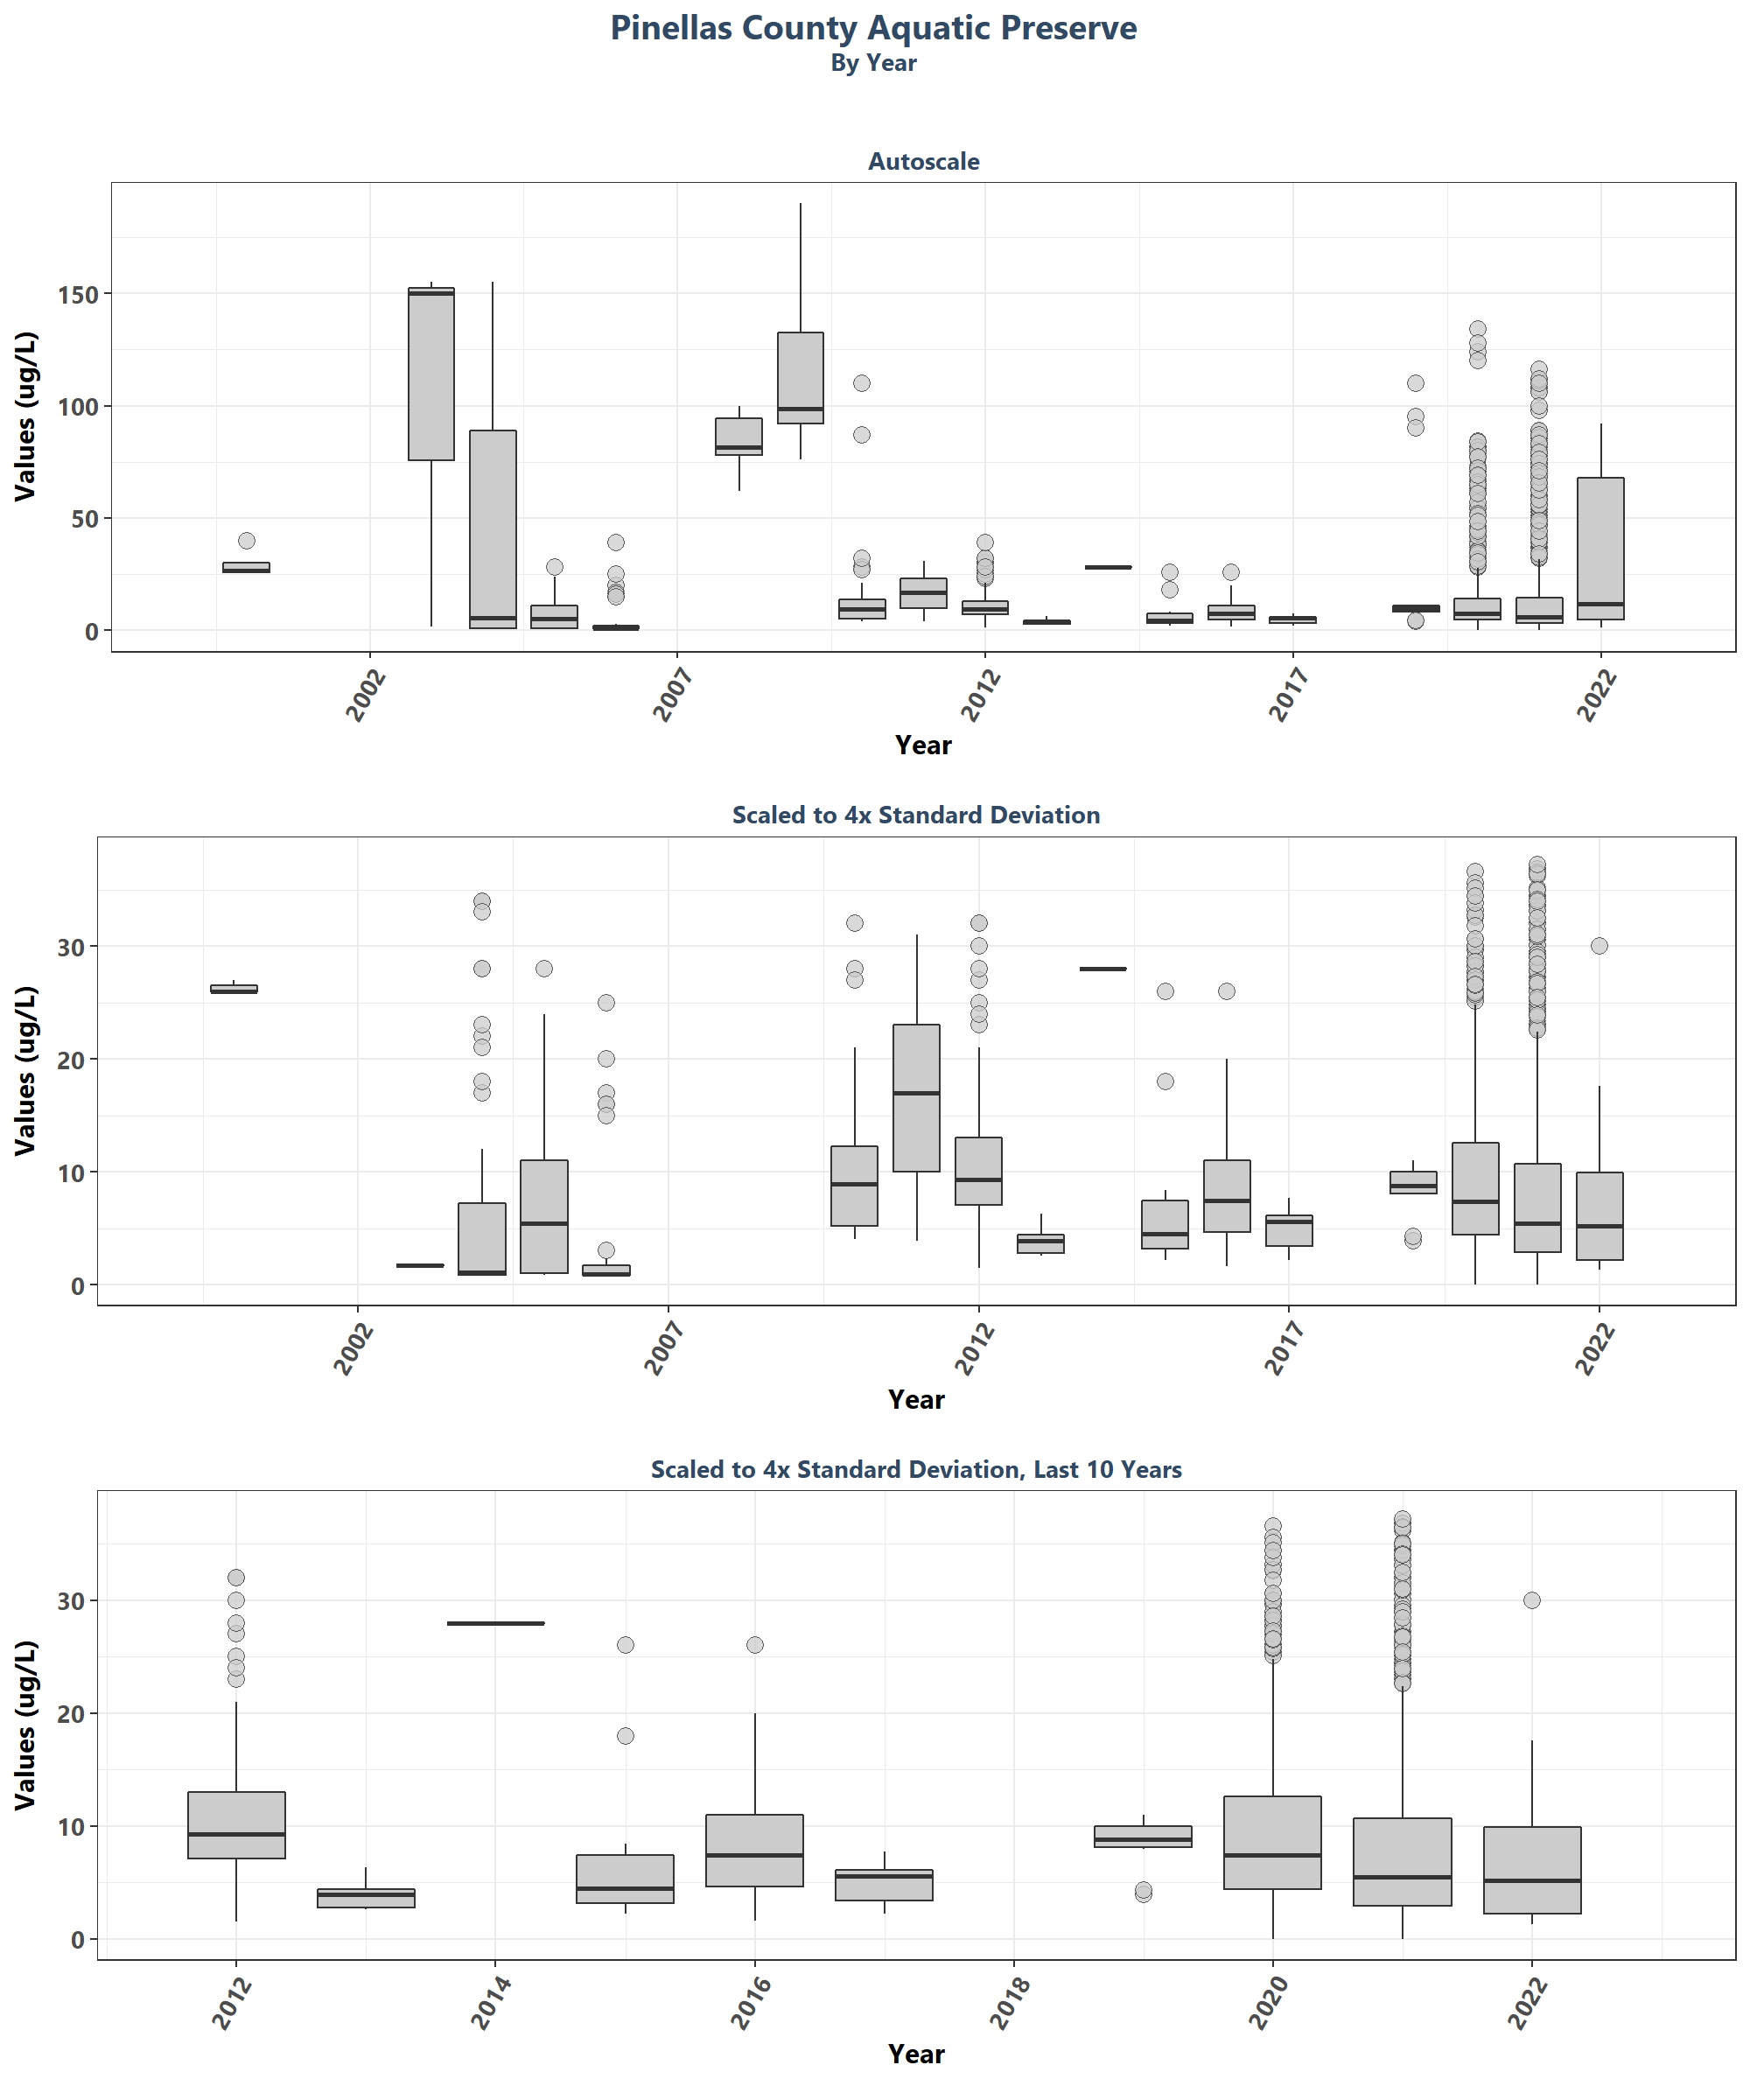 Pinellas County Aquatic Preserve
By Year
Autoscale
Values (ug/L)
150
100
50
0
2002
2007
2012
2017
2022
Year
Scaled to 4x Standard Deviation
Values (ug/L)
30
20
10
0
2002
2007
2012
2017
2022
Year
Scaled to 4x Standard Deviation, Last 10 Years
Values (ug/L)
30
20
10
0
2012
2014
2016
2018
2020
2022
Year